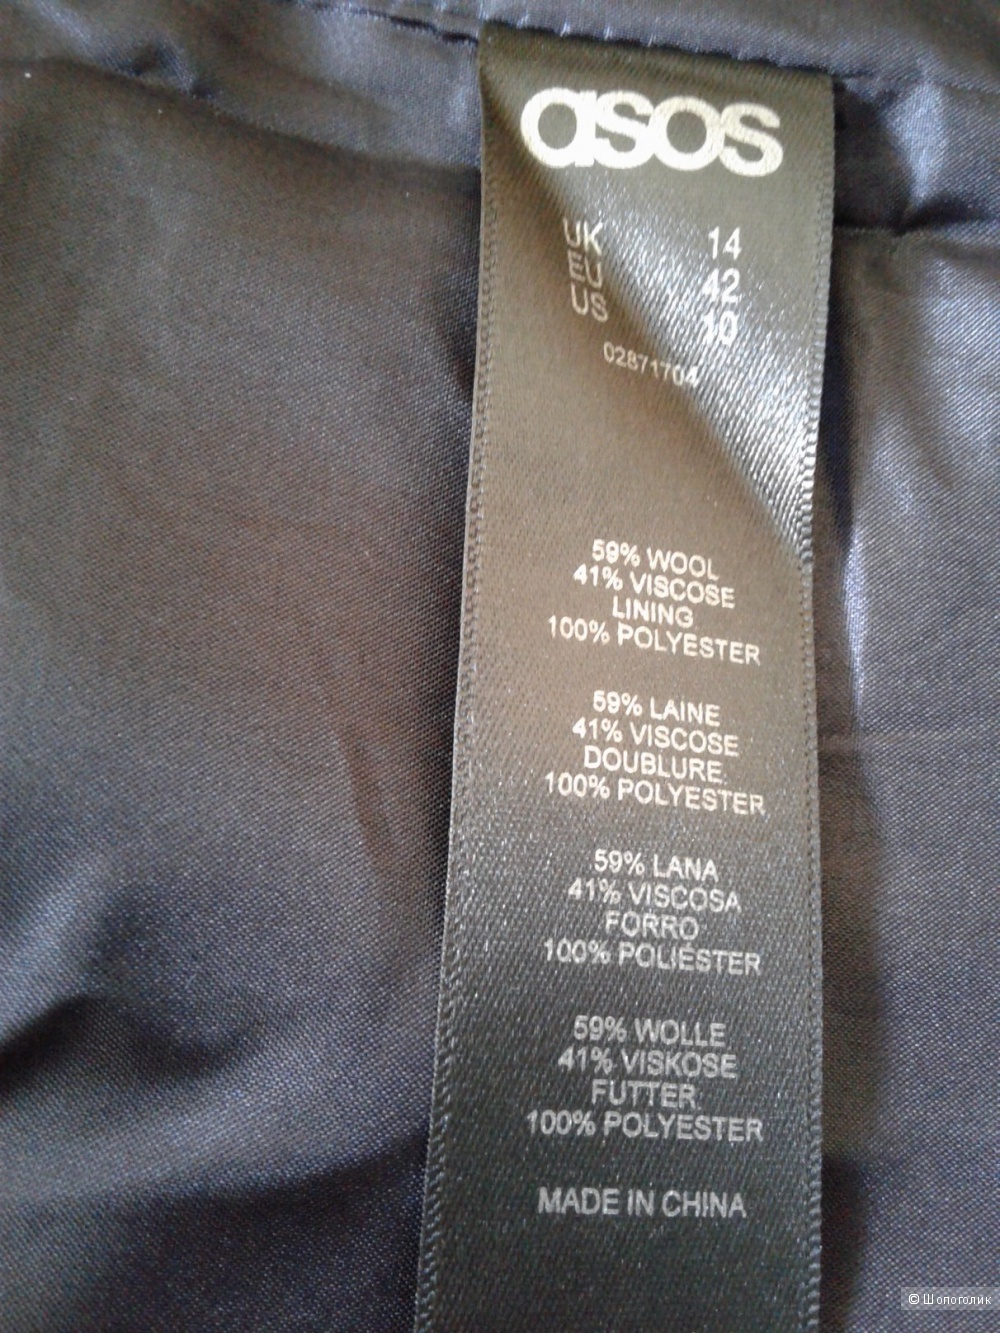 asos
UK 14
EU 42
US 10
02871704
59% WOOL
41% VISCOSE
LINING
100% POLYESTER
59% LAINE
41% VISCOSE
DOUBLURE:
100% POLYESTER
59% LANA
41% VISCOSA
FORRO
100% POLIÉSTER
59% WOLLE
41% VISKOSE
FUTTER:
100% POLYESTER
MADE IN CHINA
© Шопоголик